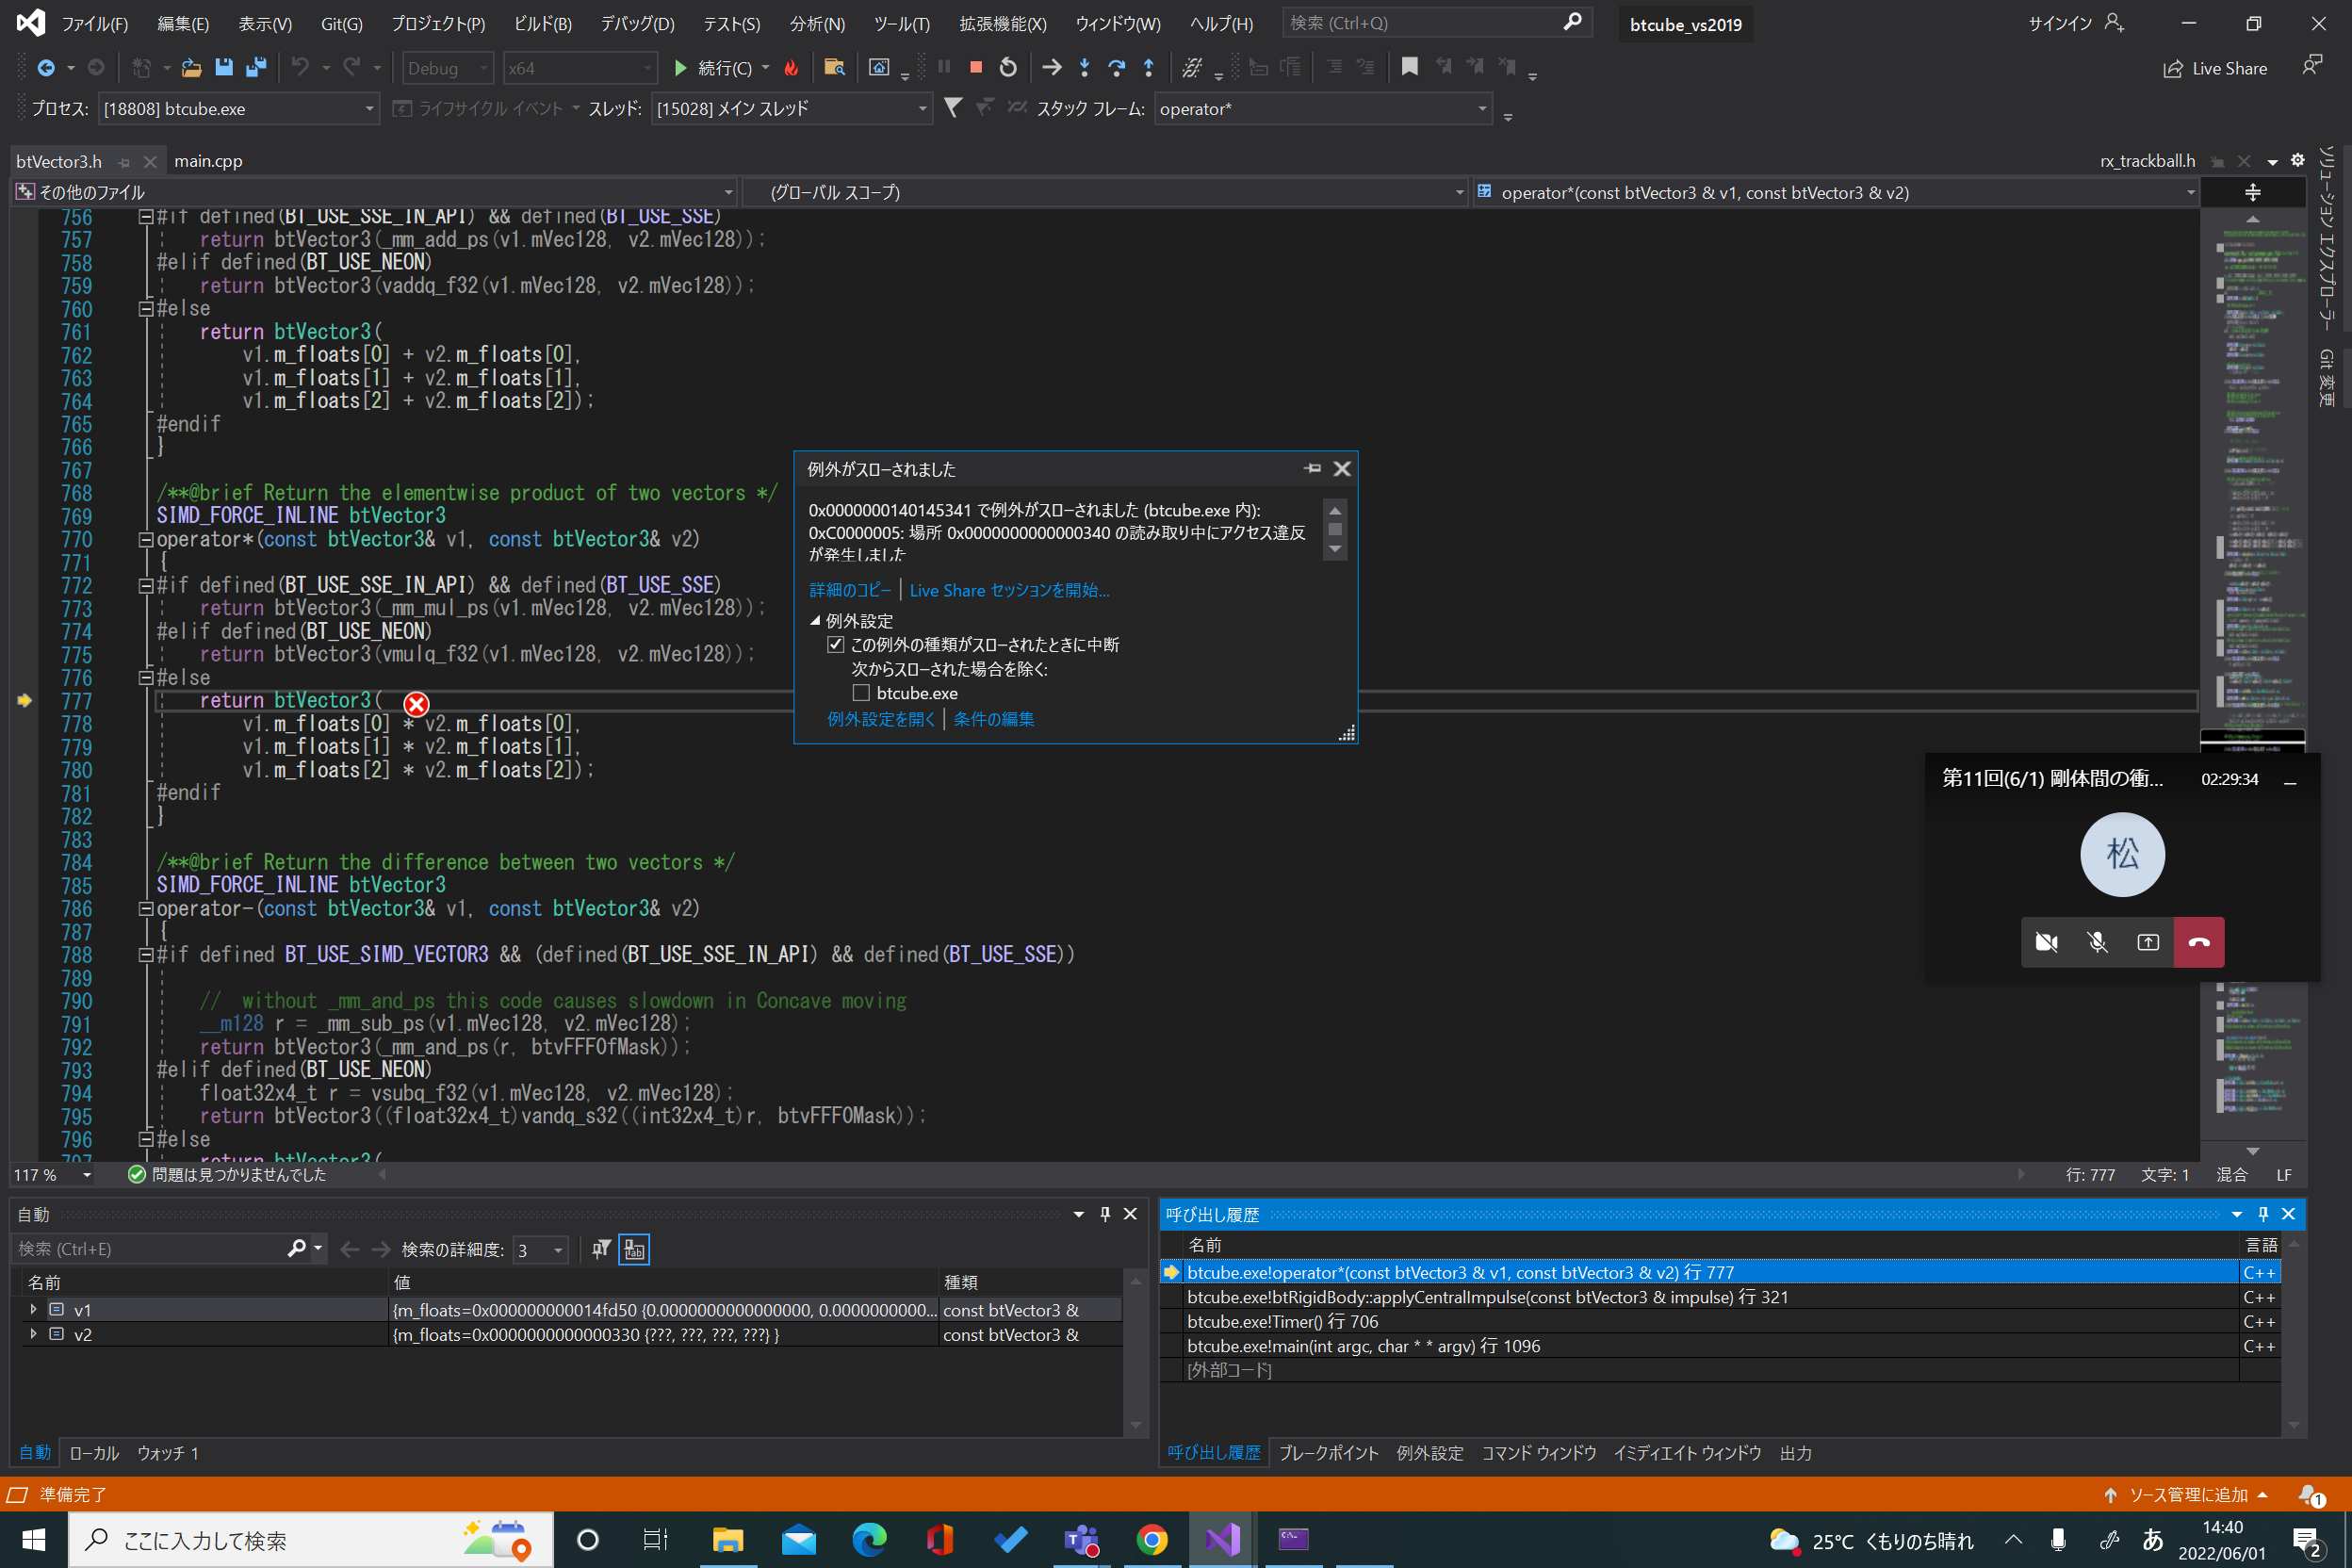 ファイル(F) 編集(E) 表示(V) Git(G) プロジェクト(P) ビルド(B) デバッグ(D) テスト(S) 分析(N) ツール(T) 拡張機能(X) ウィンドウ(W) ヘルプ(H) 検索 (Ctrl+Q) btcube_vs2019 サインイン
Debug x64 続行(C) Live Share
プロセス: [18808] btcube.exe ライフサイクル イベント スレッド: [15028] メイン スレッド スタック フレーム: operator*
btVector3.h main.cpp rx_trackball.h
その他のファイル (グローバル スコープ) operator*(const btVector3 & v1, const btVector3 & v2)
756 #if defined(BT_USE_SSE_IN_API) && defined(BT_USE_SSE)
757 return btVector3(_mm_add_ps(v1.mVec128, v2.mVec128));
758 #elif defined(BT_USE_NEON)
759 return btVector3(vaddq_f32(v1.mVec128, v2.mVec128));
760 #else
761 return btVector3(
762 v1.m_floats[0] + v2.m_floats[0],
763 v1.m_floats[1] + v2.m_floats[1],
764 v1.m_floats[2] + v2.m_floats[2]);
765 #endif
766 }
767
768 /**@brief Return the elementwise product of two vectors */
769 SIMD_FORCE_INLINE btVector3
770 operator*(const btVector3& v1, const btVector3& v2)
771 {
772 #if defined(BT_USE_SSE_IN_API) && defined(BT_USE_SSE)
773 return btVector3(_mm_mul_ps(v1.mVec128, v2.mVec128));
774 #elif defined(BT_USE_NEON)
775 return btVector3(vmulq_f32(v1.mVec128, v2.mVec128));
776 #else
777 return btVector3(
778 v1.m_floats[0] * v2.m_floats[0],
779 v1.m_floats[1] * v2.m_floats[1],
780 v1.m_floats[2] * v2.m_floats[2]);
781 #endif
782 }
783
784 /**@brief Return the difference between two vectors */
785 SIMD_FORCE_INLINE btVector3
786 operator-(const btVector3& v1, const btVector3& v2)
787 {
788 #if defined BT_USE_SIMD_VECTOR3 && (defined(BT_USE_SSE_IN_API) && defined(BT_USE_SSE))
789
790 // without _mm_and_ps this code causes slowdown in Concave moving
791 __m128 r = _mm_sub_ps(v1.mVec128, v2.mVec128);
792 return btVector3(_mm_and_ps(r, btvFFF0fMask));
793 #elif defined(BT_USE_NEON)
794 float32x4_t r = vsubq_f32(v1.mVec128, v2.mVec128);
795 return btVector3((float32x4_t)vandq_s32((int32x4_t)r, btvFFF0Mask));
796 #else
797 return btVector3(
例外がスローされました
0x0000000140145341 で例外がスローされました (btcube.exe 内):
0xC0000005: 場所 0x0000000000000340 の読み取り中にアクセス違反
が発生しました
詳細のコピー | Live Share セッションを開始...
例外設定
この例外の種類がスローされたときに中断
次からスローされた場合を除く:
btcube.exe
例外設定を開く | 条件の編集
ソリューション エクスプローラー
Git 変更
第11回(6/1) 剛体間の衝... 02:29:34
松
117 % 問題は見つかりませんでした 行: 777 文字: 1 混合 LF
自動
検索 (Ctrl+E) 検索の詳細度: 3
名前 値 種類
v1 {m_floats=0x000000000014fd50 {0.0000000000000000, 0.0000000000... const btVector3 &
v2 {m_floats=0x0000000000000330 {???, ???, ???, ???} } const btVector3 &
自動 ローカル ウォッチ 1
呼び出し履歴
名前 言語
btcube.exe!operator*(const btVector3 & v1, const btVector3 & v2) 行 777 C++
btcube.exe!btRigidBody::applyCentralImpulse(const btVector3 & impulse) 行 321 C++
btcube.exe!Timer() 行 706 C++
btcube.exe!main(int argc, char * * argv) 行 1096 C++
[外部コード]
呼び出し履歴 ブレークポイント 例外設定 コマンド ウィンドウ イミディエイト ウィンドウ 出力
準備完了 ソース管理に追加 1
ここに入力して検索 25℃ くもりのち晴れ あ 14:40
2022/06/01 2